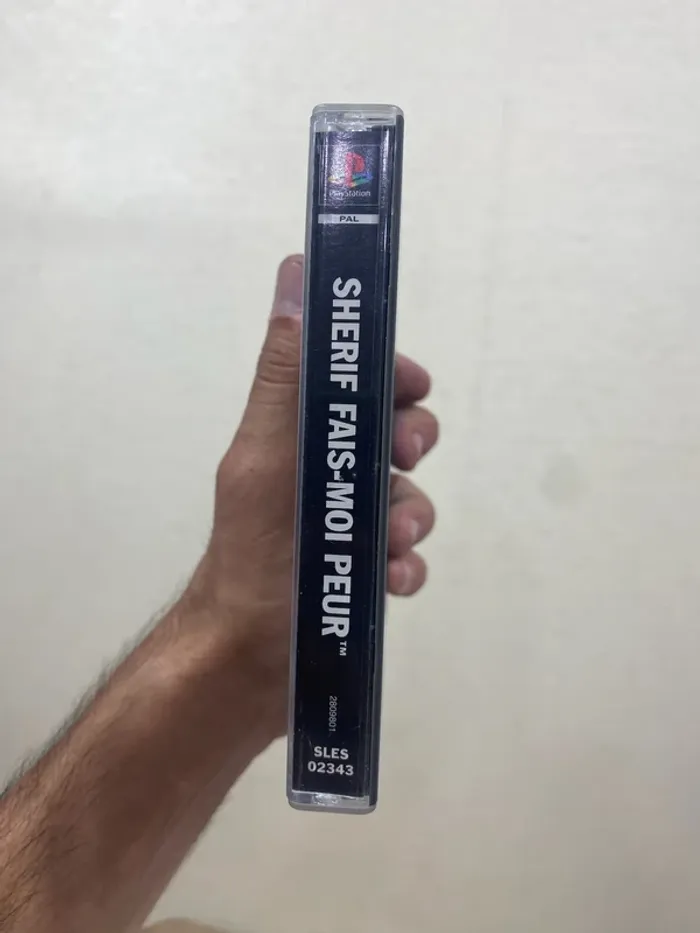 PlayStation
PAL
SHERIF FAIS-MOI PEUR™
2809801
SLES
02343